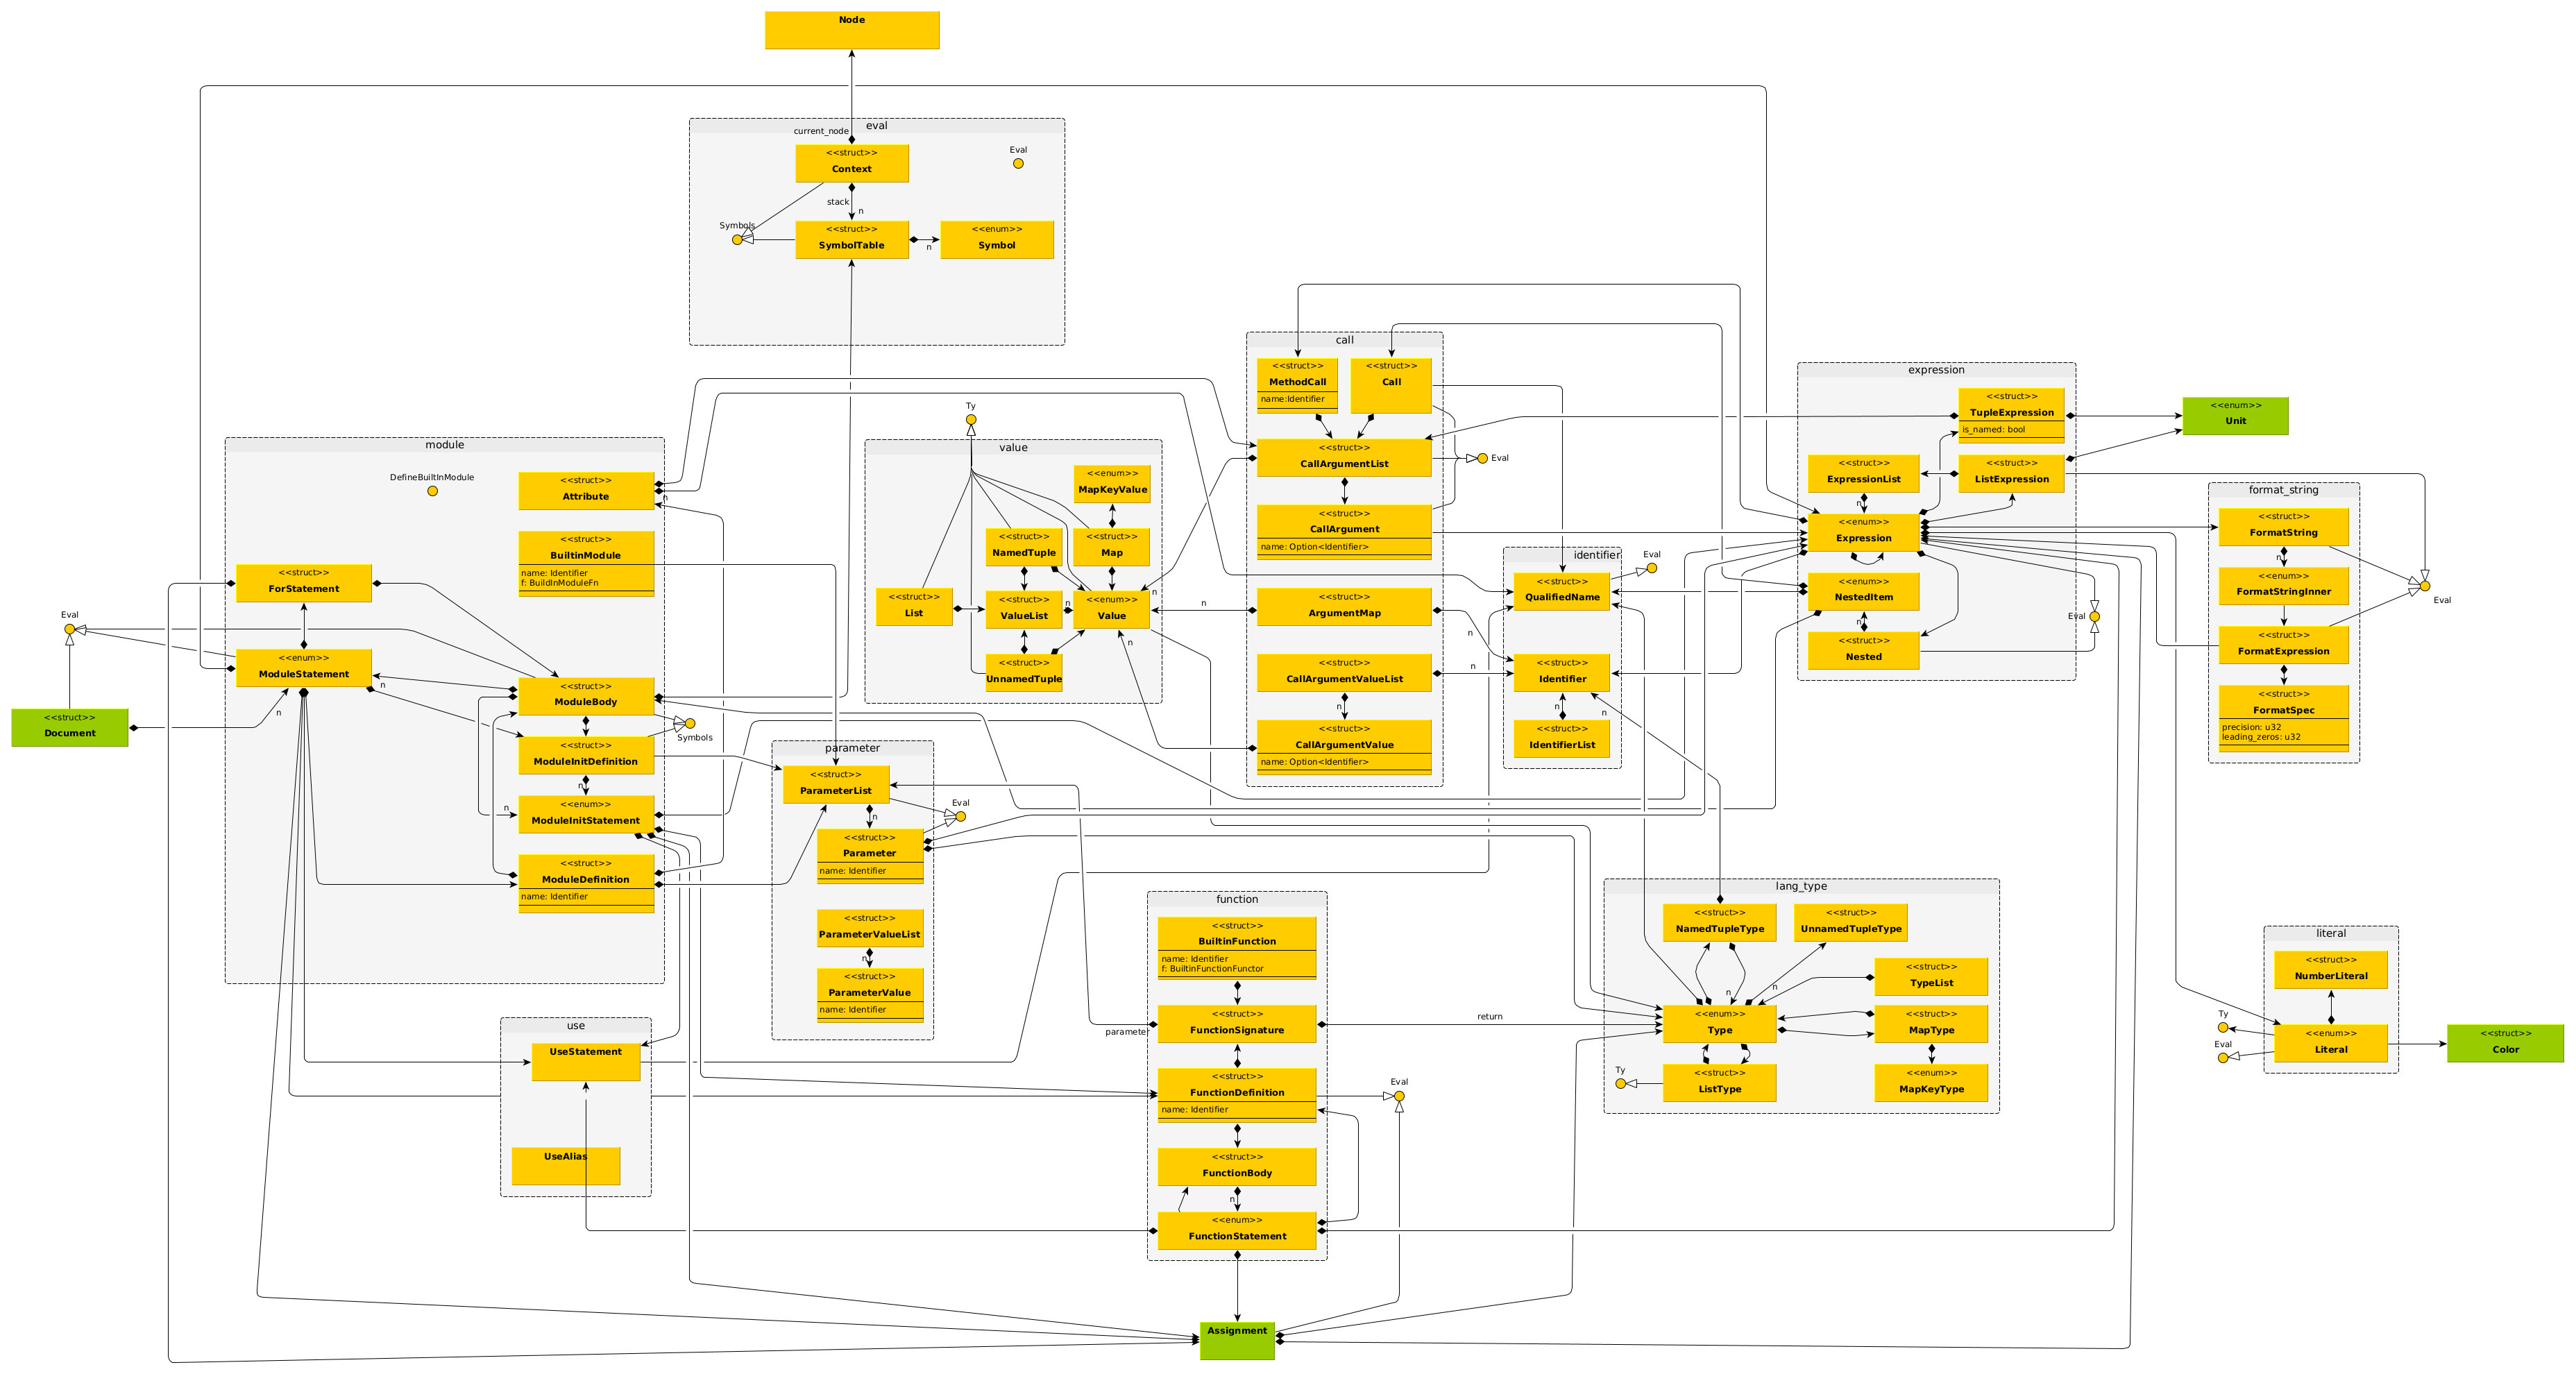 Node
eval
current_node
<<struct>>
Context
Eval
stack
n
Symbols
<<struct>>
SymbolTable
n
<<enum>>
Symbol
module
DefineBuiltInModule
<<struct>>
Attribute
n
<<struct>>
BuiltinModule
name: Identifier
f: BuildInModuleFn
<<struct>>
ForStatement
Eval
<<enum>>
ModuleStatement
n
<<struct>>
ModuleBody
<<struct>>
Document
n
Symbols
<<struct>>
ModuleInitDefinition
n
<<enum>>
ModuleInitStatement
n
<<struct>>
ModuleDefinition
name: Identifier
Ty
value
<<enum>>
MapKeyValue
<<struct>>
NamedTuple
<<struct>>
Map
<<struct>>
List
<<struct>>
ValueList
n
<<enum>>
Value
n
n
<<struct>>
UnnamedTuple
call
<<struct>>
MethodCall
name:Identifier
<<struct>>
Call
<<struct>>
CallArgumentList
Eval
<<struct>>
CallArgument
name: Option<Identifier>
n
<<struct>>
ArgumentMap
n
<<struct>>
CallArgumentValueList
n
n
<<struct>>
CallArgumentValue
name: Option<Identifier>
identifier
Eval
<<struct>>
QualifiedName
<<struct>>
Identifier
n
n
<<struct>>
IdentifierList
expression
<<struct>>
TupleExpression
is_named: bool
<<enum>>
Unit
<<struct>>
ExpressionList
n
<<struct>>
ListExpression
<<enum>>
Expression
<<enum>>
NestedItem
n
<<struct>>
Nested
Eval
format_string
<<struct>>
FormatString
n
<<enum>>
FormatStringInner
Eval
<<struct>>
FormatExpression
<<struct>>
FormatSpec
precision: u32
leading_zeros: u32
parameter
<<struct>>
ParameterList
n
Eval
<<struct>>
Parameter
name: Identifier
<<struct>>
ParameterValueList
n
<<struct>>
ParameterValue
name: Identifier
use
UseStatement
UseAlias
function
<<struct>>
BuiltinFunction
name: Identifier
f: BuiltinFunctionFunctor
parameter
<<struct>>
FunctionSignature
return
<<struct>>
FunctionDefinition
name: Identifier
Eval
<<struct>>
FunctionBody
n
<<enum>>
FunctionStatement
lang_type
<<struct>>
NamedTupleType
<<struct>>
UnnamedTupleType
n
n
<<struct>>
TypeList
<<enum>>
Type
<<struct>>
MapType
Ty
<<struct>>
ListType
<<enum>>
MapKeyType
literal
<<struct>>
NumberLiteral
Ty
Eval
<<enum>>
Literal
<<struct>>
Color
Assignment